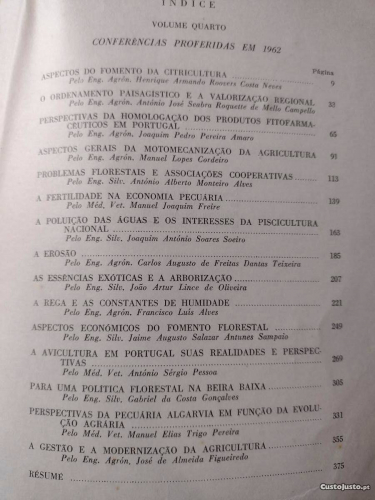 ÍNDICE
VOLUME QUARTO
CONFERÊNCIAS PROFERIDAS EM 1962
Página
ASPECTOS DO FOMENTO DA CITRICULTURA 9
Pelo Eng. Agrón. Henrique Armando Costa Neves
O ORDENAMENTO PAISAGÍSTICO E A VALORIZAÇÃO REGIONAL
Pelo Eng. Agrón. António José Seabra Roquette de Mello Campello
PERSPECTIVAS DA HOMOLOGAÇÃO DOS PRODUTOS FITOFARMA-
CEUTICOS EM PORTUGAL 65
Pelo Eng. Agrón. Joaquim Pedro Pereira Amaro
ASPECTOS GERAIS DA MOTOMECANIZAÇÃO DA AGRICULTURA 91
Pelo Eng. Agrón. Manuel Lopes Cordeiro
PROBLEMAS FLORESTAIS E ASSOCIAÇÕES COOPERATIVAS 113
Pelo Eng. Silv. António Alberto Monteiro Alves
A FERTILIDADE NA ECONOMIA PECUÁRIA 139
Pelo Méd. Vet. Manuel Joaquim Freire
A POLUIÇÃO DAS ÁGUAS E OS INTERESSES DA PISCICULTURA
NACIONAL 163
Pelo Eng. Silv. Joaquim António Soares Soeiro
A EROSÃO 185
Pelo Eng. Agrón. Carlos Augusto de Freitas Dantas Teixeira
AS ESSÊNCIAS EXÓTICAS E A ARBORIZAÇÃO 207
Pelo Eng. Silv. João Artur Lince de Oliveira
A REGA E AS CONSTANTES DE HUMIDADE 221
Pelo Eng. Agrón. Francisco Luis Alves
ASPECTOS ECONÓMICOS DO FOMENTO FLORESTAL 249
Pelo Eng. Silv. Jaime Augusto Salazar Antunes Sampaio
A AVICULTURA EM PORTUGAL SUAS REALIDADES E PERSPEC-
TIVAS 269
Pelo Méd. Vet. António Sérgio Pessoa
PARA UMA POLITICA FLORESTAL NA BEIRA BAIXA 305
Pelo Eng. Silv. Gabriel da Costa Gonçalves
PERSPECTIVAS DA PECUÁRIA ALGARVIA EM FUNÇÃO DA EVOLU-
ÇÃO AGRÁRIA 331
Pelo Méd. Vet. Manuel Elias Trigo Pereira
A GESTÃO E A MODERNIZAÇÃO DA AGRICULTURA 355
Pelo Eng. Agrón. José de Almeida Figueiredo
RÉSUMÉ 375
CustoJusto.pt